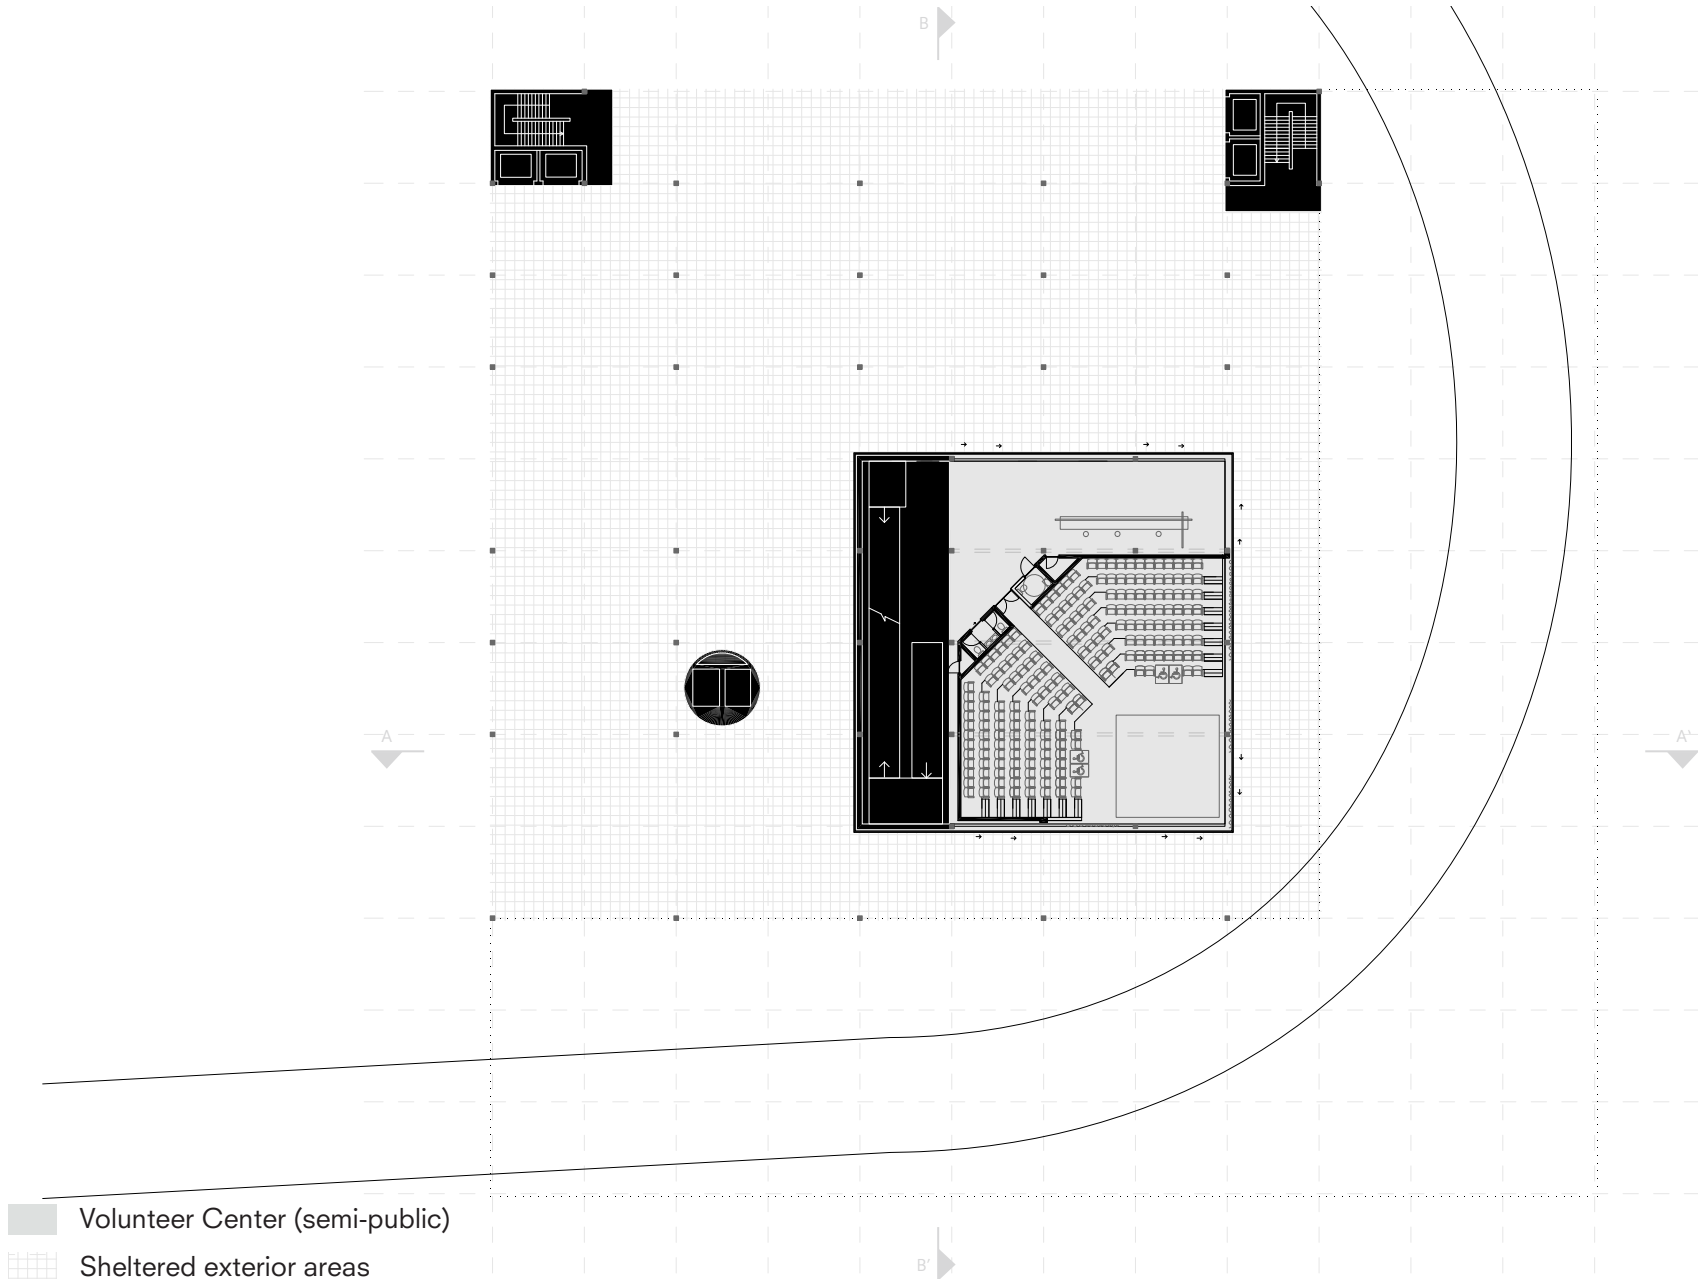 B
A
A'
Volunteer Center (semi-public)
B'
Sheltered exterior areas